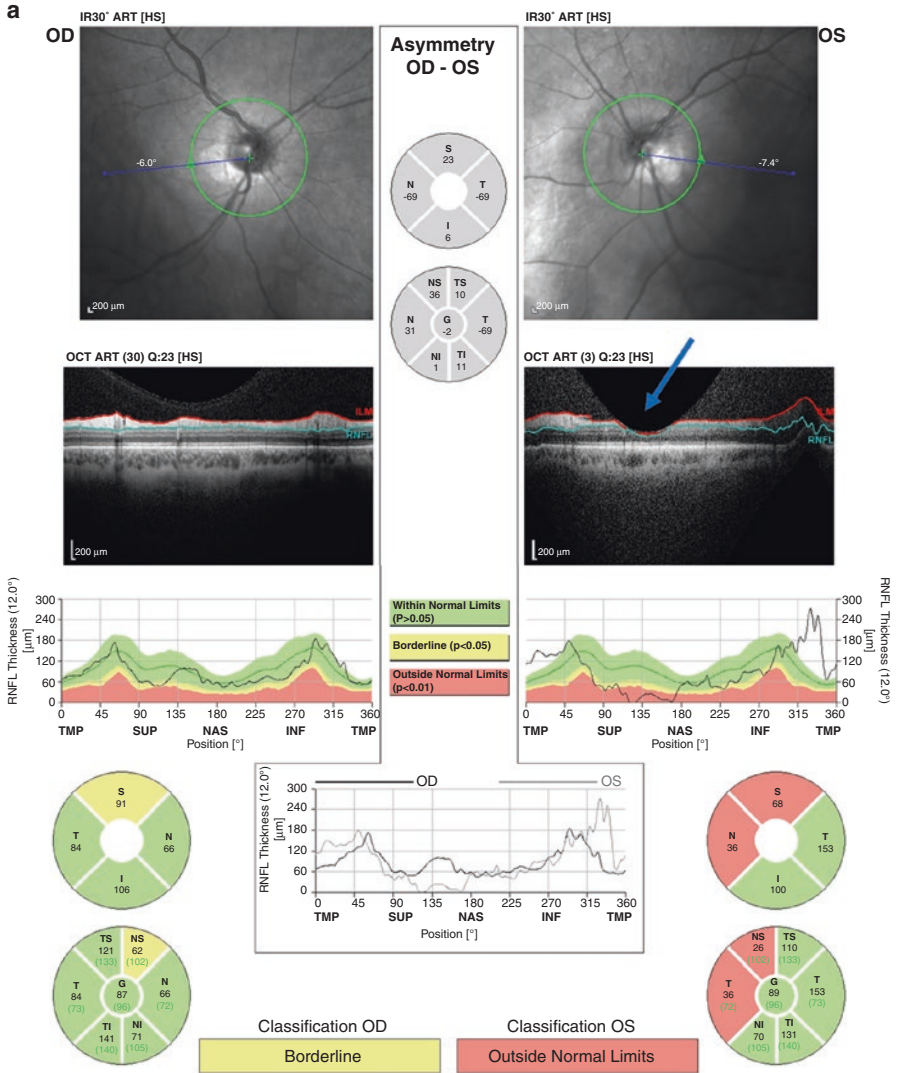 a
IR30° ART [HS]
OD
-6.0°
200 µm
Asymmetry
OD - OS
S
23
N
-69
T
-69
I
6
NS
36
TS
10
N
31
G
-2
T
-69
NI
1
TI
11
IR30° ART [HS]
OS
-7.4°
200 µm
OCT ART (30) Q:23 [HS]
ILM
RNFL
200 µm
OCT ART (3) Q:23 [HS]
ILM
RNFL
200 µm
RNFL Thickness (12.0°)
[µm]
300
240
180
120
60
0
0 45 90 135 180 225 270 315 360
TMP SUP NAS INF TMP
Position [°]
Within Normal Limits
(P>0.05)
Borderline (p<0.05)
Outside Normal Limits
(p<0.01)
300
240
180
120
60
0
RNFL Thickness (12.0°)
[µm]
0 45 90 135 180 225 270 315 360
TMP SUP NAS INF TMP
Position [°]
S
91
T
84
N
66
I
106
OD OS
RNFL Thickness (12.0°)
[µm]
300
240
180
120
60
0
TMP 45 90 135 180 225 270 315 360
SUP NAS INF TMP
Position [°]
S
68
N
36
T
153
I
100
TS
121
(133)
NS
62
(102)
T
84
(73)
G
87
(96)
N
66
(72)
TI
141
(140)
NI
71
(105)
Classification OD
Borderline
Classification OS
Outside Normal Limits
NS
26
(102)
TS
110
(133)
T
36
(72)
G
89
(96)
T
153
(73)
NI
70
(105)
TI
131
(140)